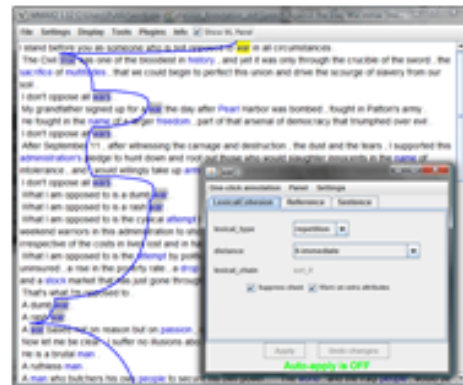 File Settings Display Tools Plugins Info Show ML Panel
I stand before you as someone who is not opposed to war in all circumstances .
The Civil War was one of the bloodiest in history , and yet it was only through the crucible of the sword , the
sacrifice of multitudes , that we could begin to perfect this union and drive the scourge of slavery from our
soil .
I don't oppose all wars .
My grandfather signed up for a war the day after Pearl Harbor was bombed , fought in Patton's army .
He fought in the name of a larger freedom , part of that arsenal of democracy that triumphed over evil
I don't oppose all wars .
After September 11 , after witnessing the carnage and destruction , the dust and the tears , I supported this
administration's pledge to hunt down and root out those who would slaughter innocents in the name of
intolerance , and I would willingly take up
I don't oppose all wars .
What I am opposed to is a dumb war .
What I am opposed to is a rash war .
What I am opposed to is the cynical attempt
weekend warriors in this administration to
irrespective of the costs in lives lost and in
What I am opposed to is the attempt by
uninsured , a rise in the poverty rate , a drop
and a stock market that has just gone through
That's what I'm opposed to .
A dumb war .
A rash war .
A war based not on reason but on passion ,
Now let me be clear I suffer no illusions
He is a brutal man .
A ruthless man .
A man who butchers his own people to secure his own
war
One-click annotation Panel Settings
LexicalCohesion Reference Sentence
lexical_type repetition
distance immediate
lexical_chain
Suppress check Warn on extra attributes
Apply Undo changes
Auto-apply is OFF